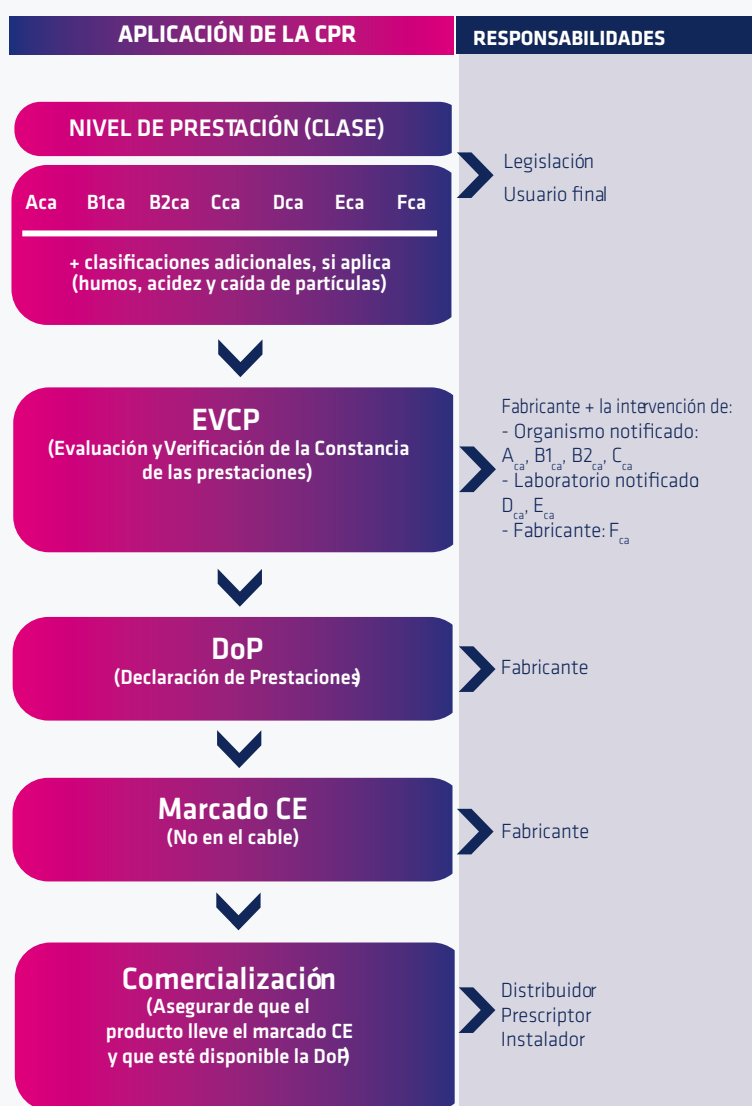 APLICACIÓN DE LA CPR
RESPONSABILIDADES
NIVEL DE PRESTACIÓN (CLASE)
Aca B1ca B2ca Cca Dca Eca Fca
+ clasificaciones adicionales, si aplica
(humos, acidez y caída de partículas)
Legislación
Usuario final
EVCP
(Evaluación y Verificación de la Constancia
de las prestaciones)
Fabricante + la intervención de:
- Organismo notificado:
Aca, B1ca, B2ca, Cca
- Laboratorio notificado
Dca, Eca
- Fabricante: Fca
DoP
(Declaración de Prestaciones)
Fabricante
Marcado CE
(No en el cable)
Fabricante
Comercialización
(Asegurar de que el
producto lleve el marcado CE
y que esté disponible la DoP)
Distribuidor
Prescriptor
Instalador